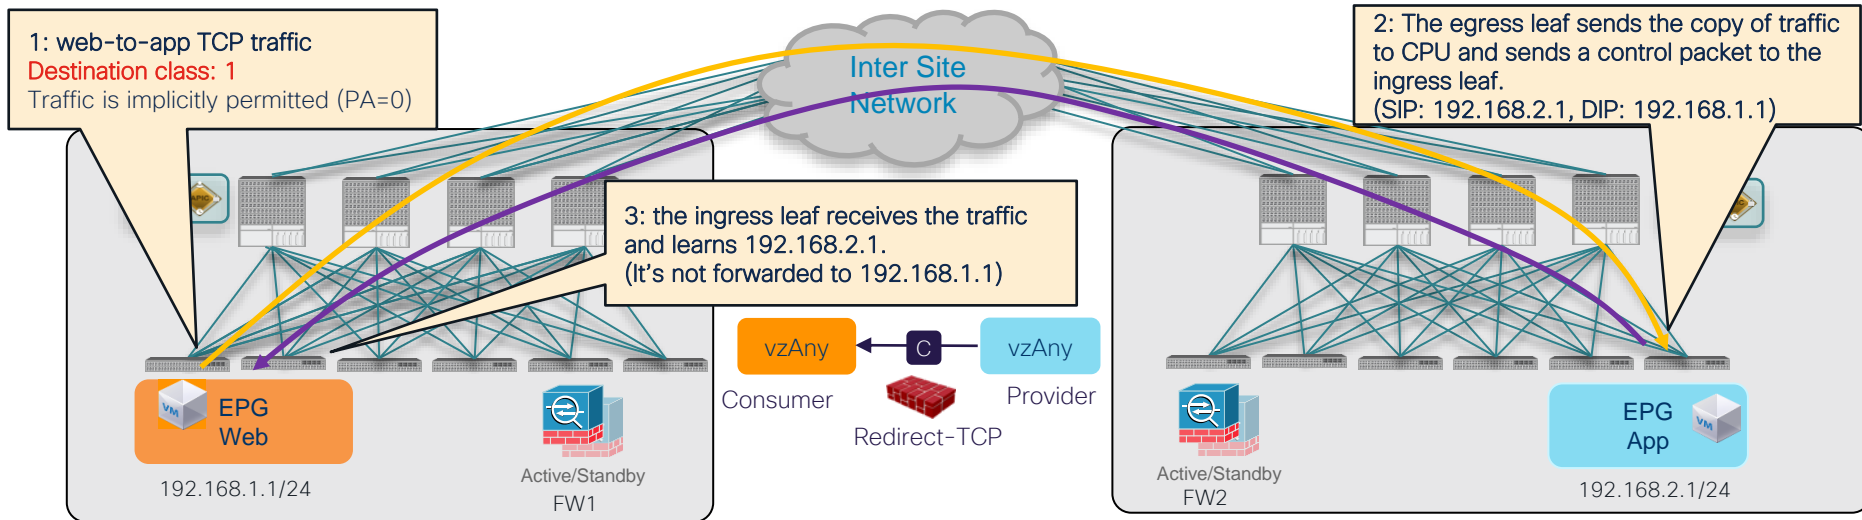 1: web-to-app TCP traffic
Destination class: 1
Traffic is implicitly permitted (PA=0)
Inter Site
Network
2: The egress leaf sends the copy of traffic
to CPU and sends a control packet to the
ingress leaf.
(SIP: 192.168.2.1, DIP: 192.168.1.1)
3: the ingress leaf receives the traffic
and learns 192.168.2.1.
(It's not forwarded to 192.168.1.1)
vzAny
C
vzAny
Consumer
Provider
Redirect-TCP
VM
EPG
Web
192.168.1.1/24
Active/Standby
FW1
Active/Standby
FW2
EPG
App
VM
192.168.2.1/24